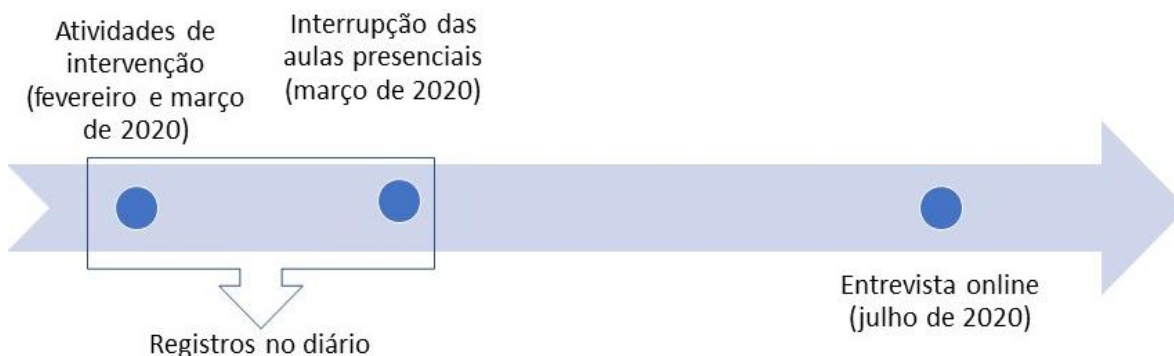 Atividades de
intervenção
(fevereiro e março
de 2020)
Interrupção das
aulas presenciais
(março de 2020)
Entrevista online
(julho de 2020)
Registros no diário